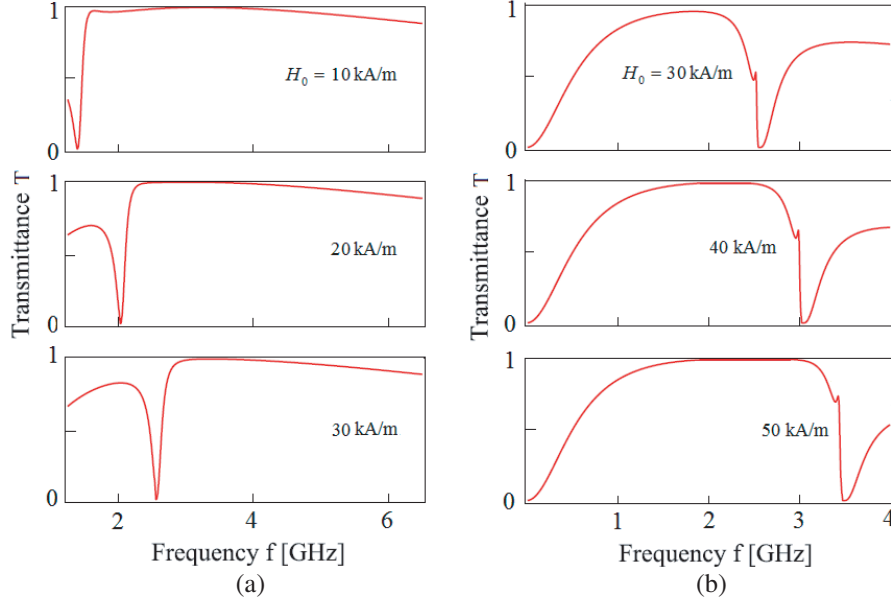 1
H₀ = 10 kA/m
0
1
20 kA/m
0
1
30 kA/m
0
2
4
6
Transmittance T
Frequency f [GHz]
(a)
1
H₀ = 30 kA/m
0
1
40 kA/m
0
1
50 kA/m
0
1
2
3
4
Transmittance T
Frequency f [GHz]
(b)